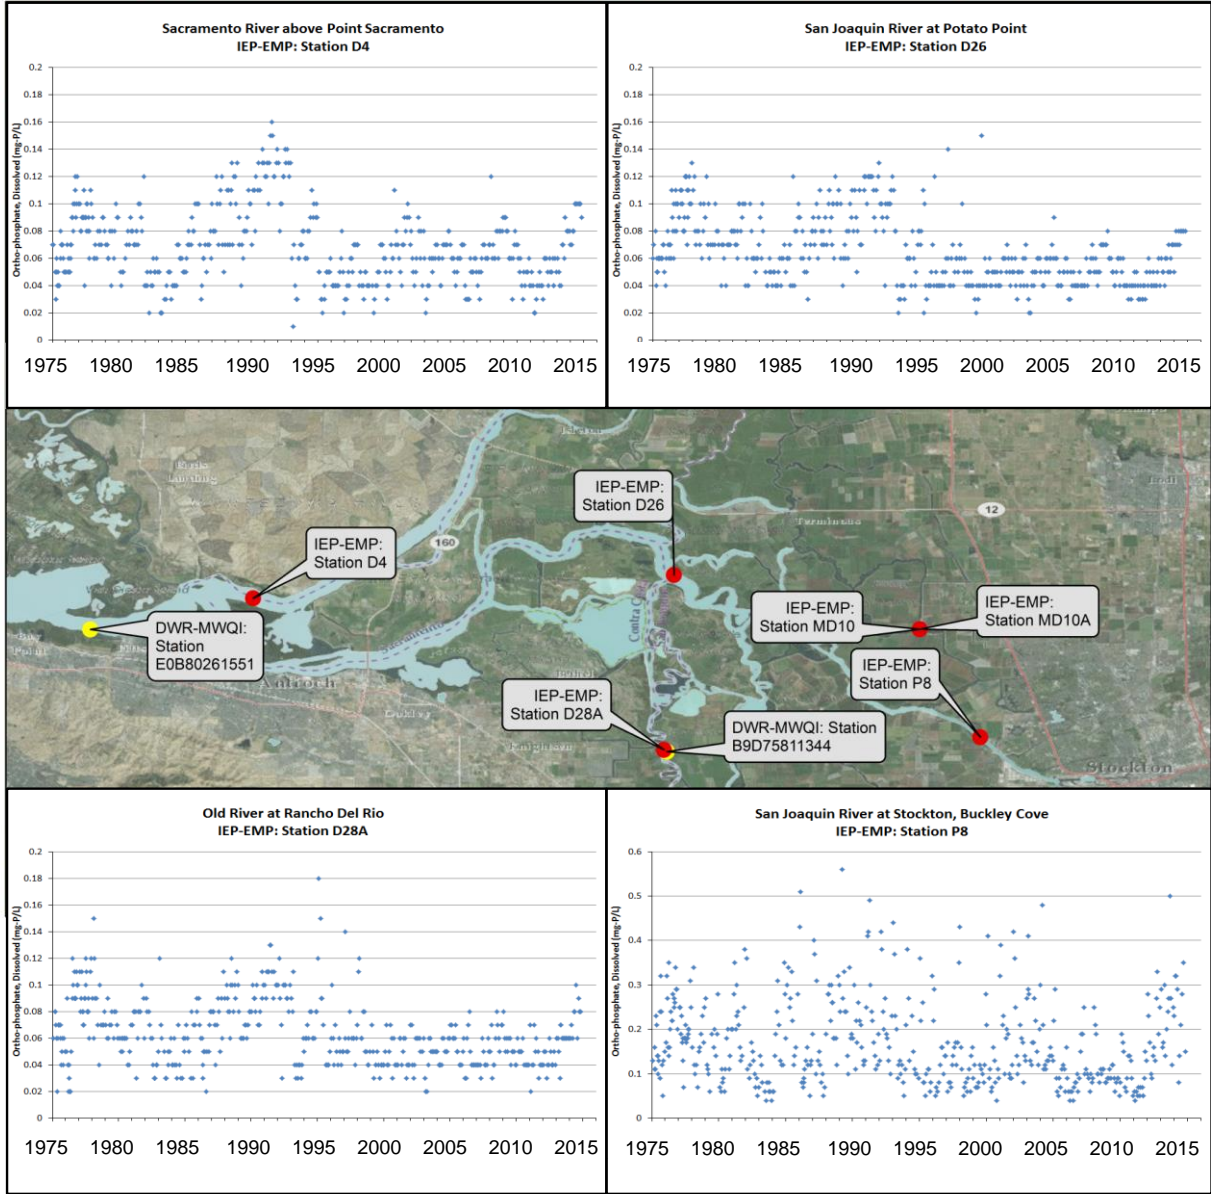 Sacramento River above Point Sacramento
IEP-EMP: Station D4
Ortho-phosphate, Dissolved (mg-P/L)
0.2
0.18
0.16
0.14
0.12
0.1
0.08
0.06
0.04
0.02
0
1975 1980 1985 1990 1995 2000 2005 2010 2015
San Joaquin River at Potato Point
IEP-EMP: Station D26
Ortho-phosphate, Dissolved (mg-P/L)
0.2
0.18
0.16
0.14
0.12
0.1
0.08
0.06
0.04
0.02
0
1975 1980 1985 1990 1995 2000 2005 2010 2015
IEP-EMP:
Station D26
12
Terminous
IEP-EMP:
Station D4
160
IEP-EMP:
Station MD10
IEP-EMP:
Station MD10A
DWR-MWQI:
Station
E0B80261551
Contra Costa
Sacramento
IEP-EMP:
Station P8
Antioch
Oakley
IEP-EMP:
Station D28A
DWR-MWQI: Station
B9D75811344
Knightsen
Stockton
Old River at Rancho Del Rio
IEP-EMP: Station D28A
Ortho-phosphate, Dissolved (mg-P/L)
0.2
0.18
0.16
0.14
0.12
0.1
0.08
0.06
0.04
0.02
0
1975 1980 1985 1990 1995 2000 2005 2010 2015
San Joaquin River at Stockton, Buckley Cove
IEP-EMP: Station P8
Ortho-phosphate, Dissolved (mg-P/L)
0.6
0.5
0.4
0.3
0.2
0.1
0
1975 1980 1985 1990 1995 2000 2005 2010 2015